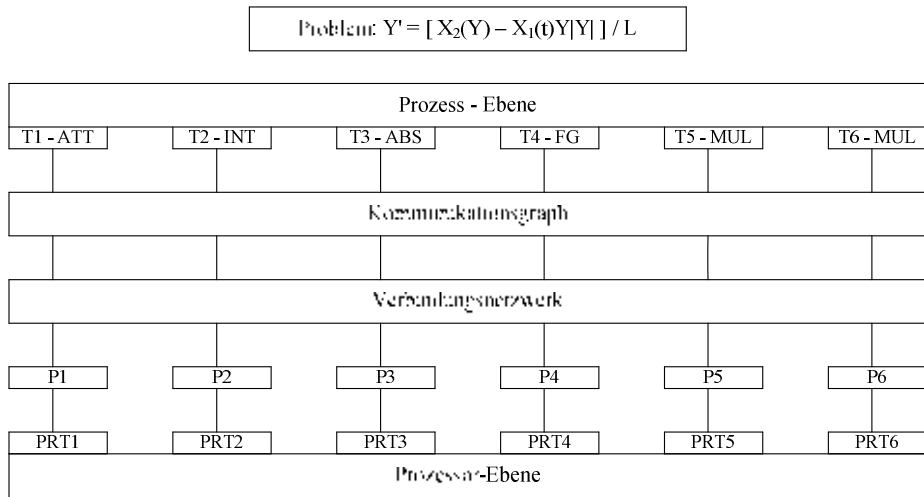 Problem: Y' = [ X₂(Y) – X₁(t)Y|Y| ] / L
Prozess - Ebene
T1 - ATT T2 - INT T3 - ABS T4 - FG T5 - MUL T6 - MUL
Kommunikationsgraph
Verbindungsnetzwerk
P1 P2 P3 P4 P5 P6
PRT1 PRT2 PRT3 PRT4 PRT5 PRT6
Prozessor-Ebene